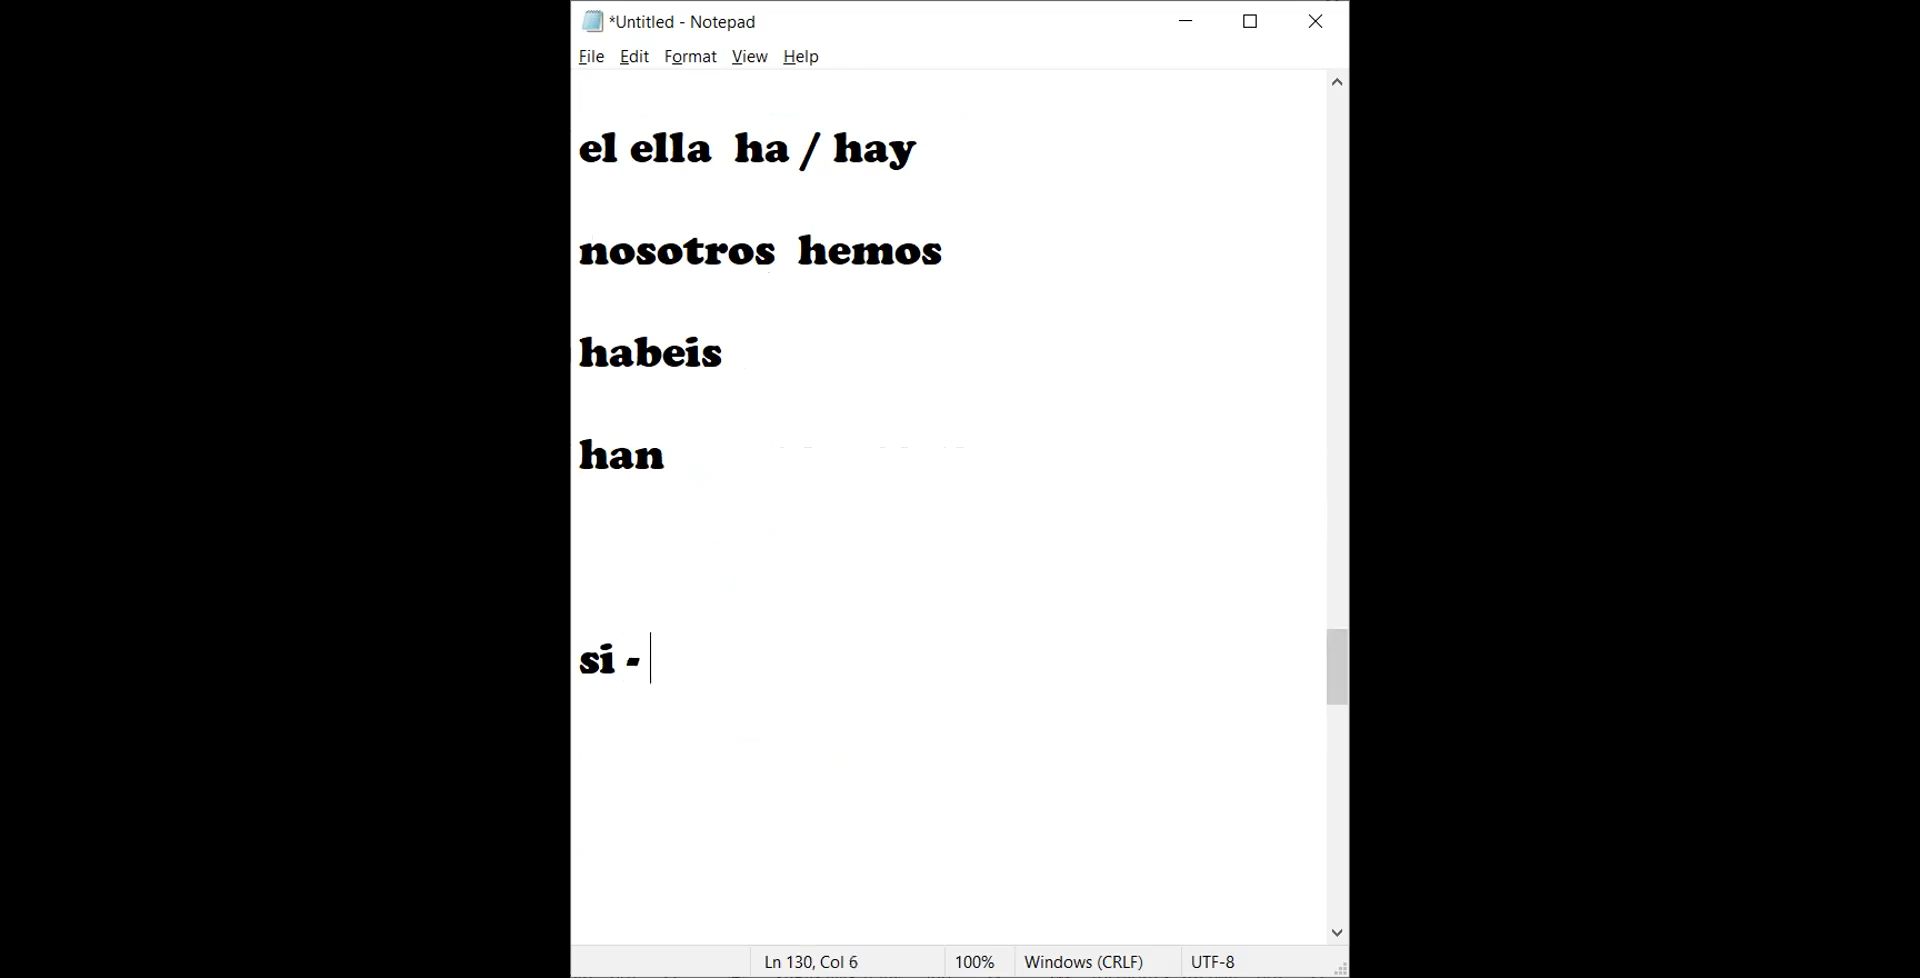 *Untitled - Notepad
File Edit Format View Help
el ella  ha / hay
nosotros  hemos
habeis
han
si -
Ln 130, Col 6 100% Windows (CRLF) UTF-8